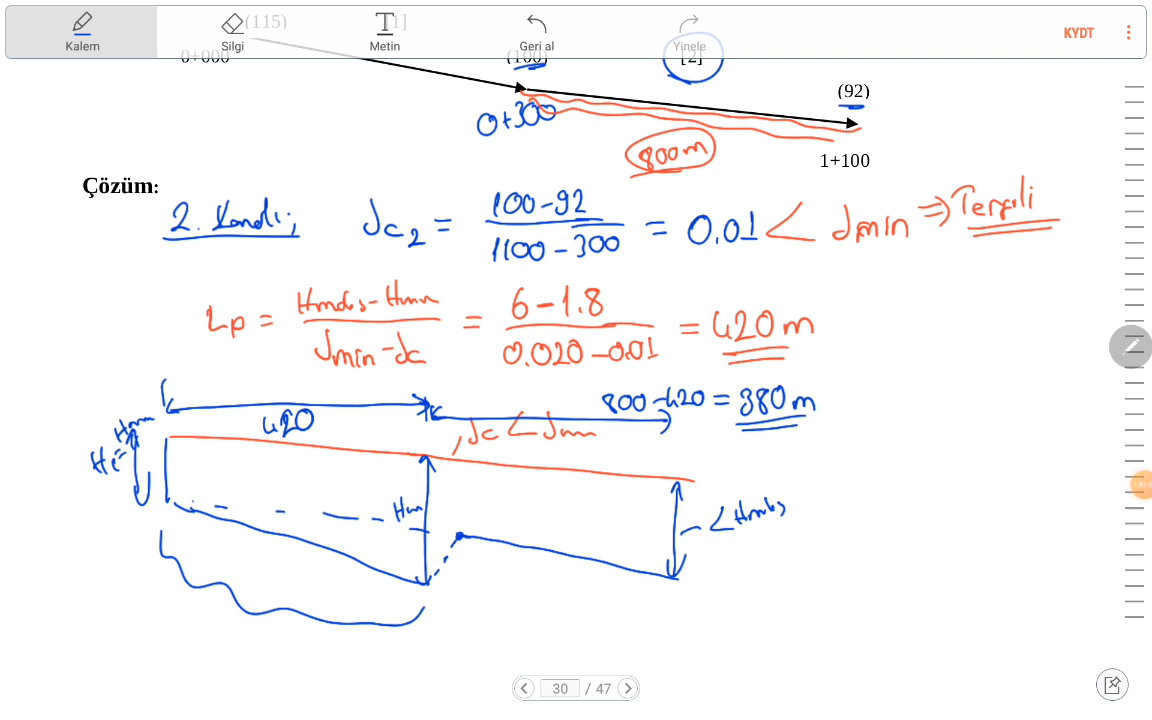 (115)
[1]
Kalem
Silgi
Metin
Geri al
Yinele
KYDT
0+000
(100)
[2]
(92)
0+300
800m
1+100
Çözüm:
2. Kanal; Jc2 = 100-92 / 1100-300 = 0.01 < Jmin => Terfili
Lp = Hmaks-Hmin / Jmin-Jc = 6-1.8 / 0.020-0.01 = 420 m
800-420 = 380 m
420
Jc < Jmin
Hmin
Hmin
< Hmaks
30 / 47